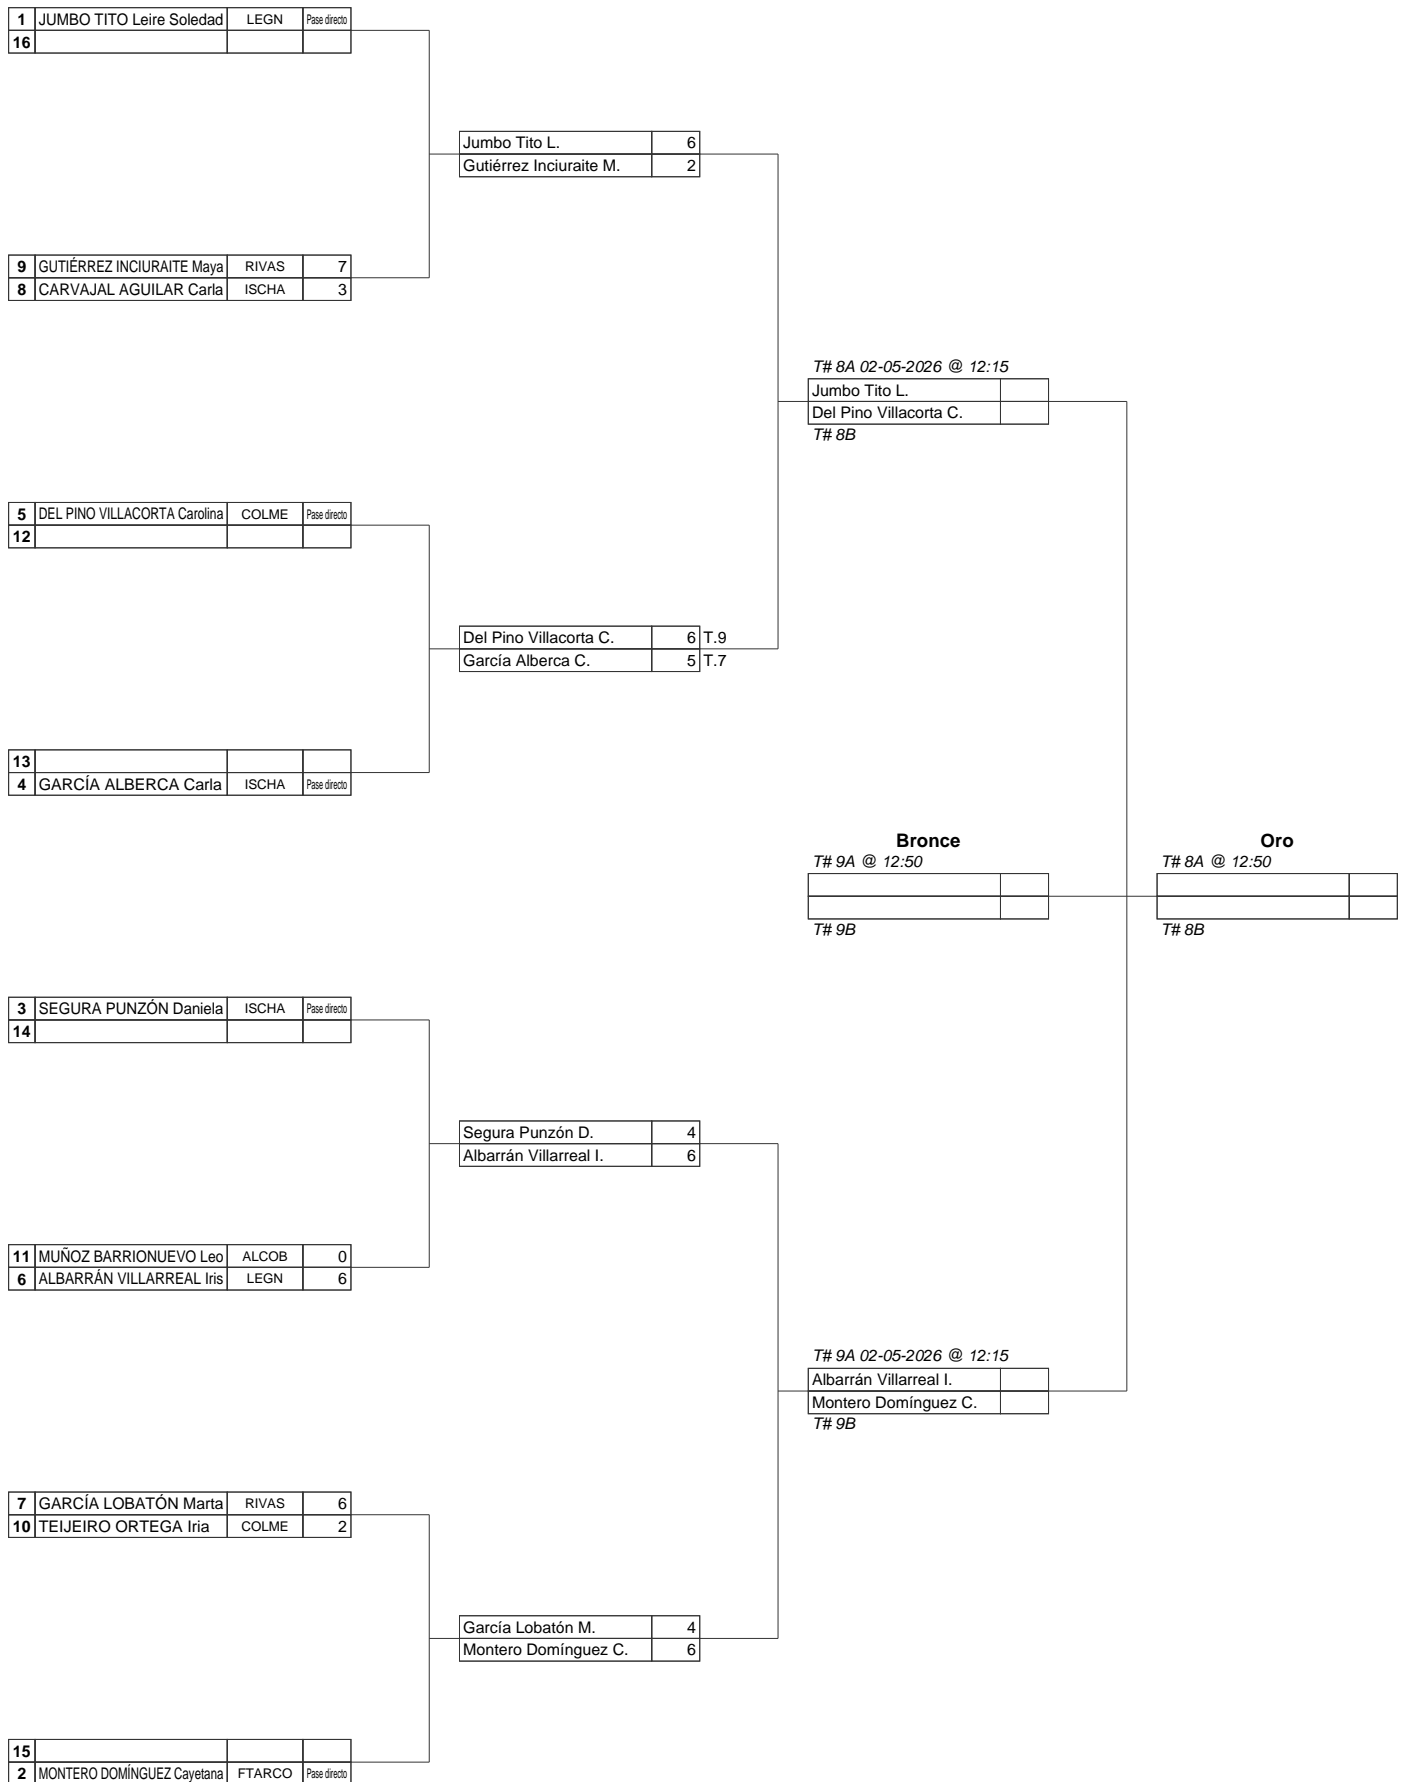 1 JUMBO TITO Leire Soledad LEGN Pase directo
16
Jumbo Tito L. 6
Gutiérrez Inciuraite M. 2
9 GUTIÉRREZ INCIURAITE Maya RIVAS 7
8 CARVAJAL AGUILAR Carla ISCHA 3
T# 8A 02-05-2026 @ 12:15
Jumbo Tito L.
Del Pino Villacorta C.
T# 8B
5 DEL PINO VILLACORTA Carolina COLME Pase directo
12
Del Pino Villacorta C. 6 T.9
García Alberca C. 5 T.7
13
4 GARCÍA ALBERCA Carla ISCHA Pase directo
Bronce Oro
T# 9A @ 12:50 T# 8A @ 12:50
T# 9B T# 8B
3 SEGURA PUNZÓN Daniela ISCHA Pase directo
14
Segura Punzón D. 4
Albarrán Villarreal I. 6
11 MUÑOZ BARRIONUEVO Leo ALCOB 0
6 ALBARRÁN VILLARREAL Iris LEGN 6
T# 9A 02-05-2026 @ 12:15
Albarrán Villarreal I.
Montero Domínguez C.
T# 9B
7 GARCÍA LOBATÓN Marta RIVAS 6
10 TEIJEIRO ORTEGA Iria COLME 2
García Lobatón M. 4
Montero Domínguez C. 6
15
2 MONTERO DOMÍNGUEZ Cayetana FTARCO Pase directo